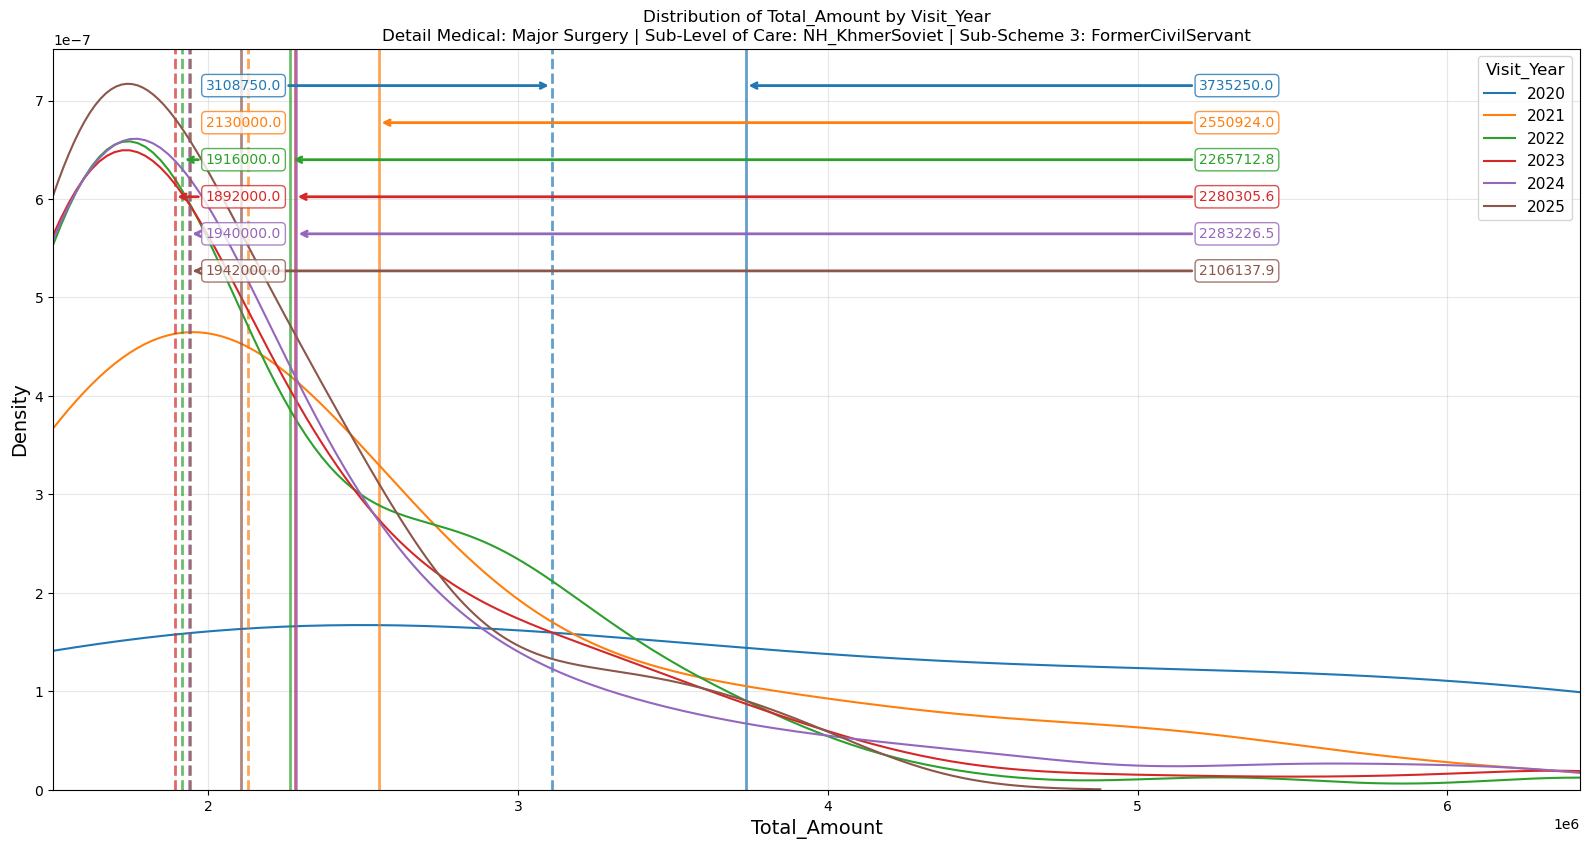 Distribution of Total_Amount by Visit_Year
Detail Medical: Major Surgery | Sub-Level of Care: NH_KhmerSoviet | Sub-Scheme 3: FormerCivilServant
1e−7
Visit_Year
2020
2021
2022
2023
2024
2025
3108750.0 3735250.0
2130000.0 2550924.0
1916000.0 2265712.8
1892000.0 2280305.6
1940000.0 2283226.5
1942000.0 2106137.9
7
6
5
4
3
2
1
0
Density
2 3 4 5 6
1e6
Total_Amount